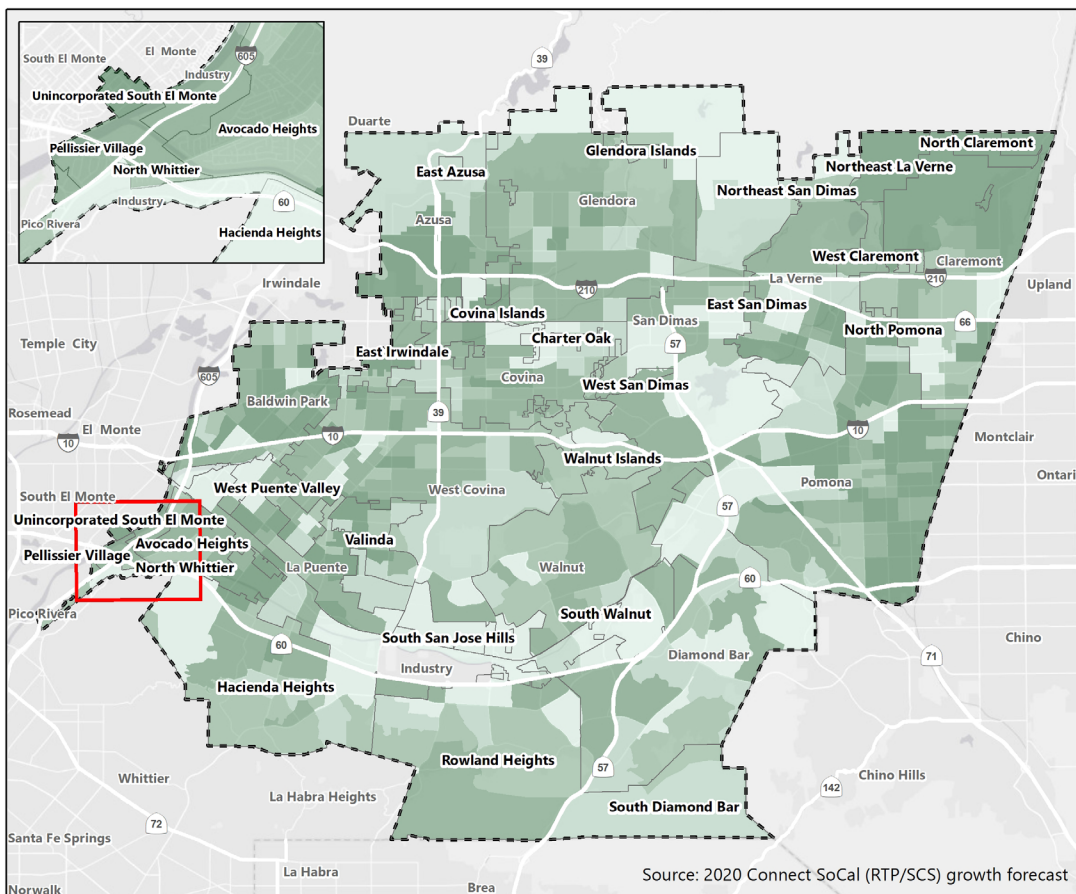 South El Monte
El Monte
605
Industry
Unincorporated South El Monte
Avocado Heights
Pellissier Village
North Whittier
Industry
60
Pico Rivera
Hacienda Heights
39
Duarte
North Claremont
Glendora Islands
Northeast La Verne
East Azusa
Northeast San Dimas
Glendora
Azusa
West Claremont
Claremont
La Verne
210
210
Irwindale
Upland
East San Dimas
Covina Islands
San Dimas
66
North Pomona
Charter Oak
Temple City
57
East Irwindale
605
Covina
West San Dimas
Baldwin Park
39
Rosemead
El Monte
10
10
10
Montclair
Walnut Islands
Ontari
Pomona
West Puente Valley
West Covina
South El Monte
57
Unincorporated South El Monte
Valinda
Avocado Heights
Pellissier Village
North Whittier
La Puente
Walnut
60
Pico Rivera
South Walnut
South San Jose Hills
Chino
60
Diamond Bar
71
Industry
Hacienda Heights
Rowland Heights
57
Whittier
Chino Hills
142
La Habra Heights
South Diamond Bar
72
Santa Fe Springs
La Habra
Source: 2020 Connect SoCal (RTP/SCS) growth forecast
Norwalk
Brea